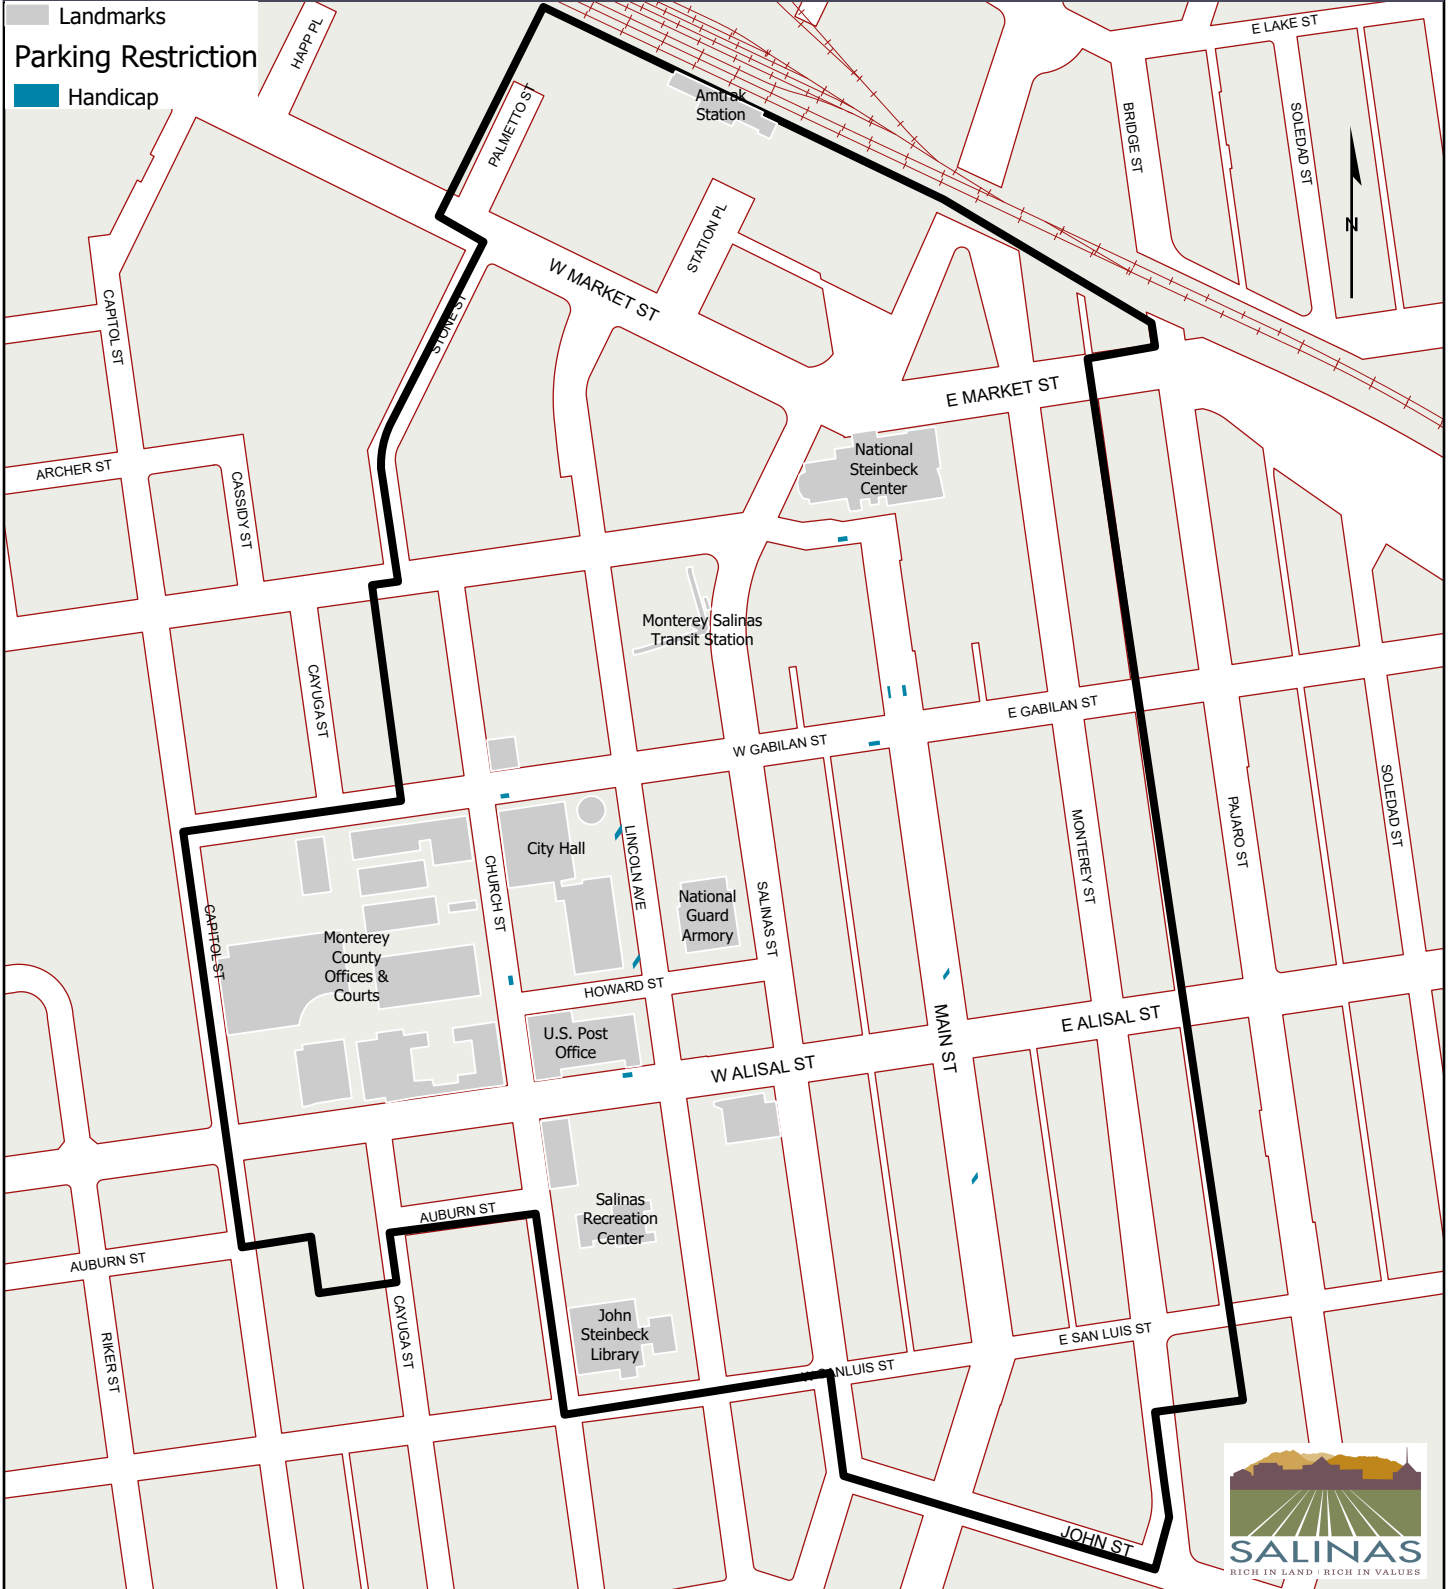 Landmarks
Parking Restriction
Handicap
HAPP PL
E LAKE ST
PALMETTO ST
Amtrak
Station
BRIDGE ST
SOLEDAD ST
N
STATION PL
W MARKET ST
CAPITOL ST
STONE ST
E MARKET ST
ARCHER ST
CASSIDY ST
National
Steinbeck
Center
Monterey Salinas
Transit Station
CAYUGA ST
E GABILAN ST
W GABILAN ST
City Hall
LINCOLN AVE
CHURCH ST
National
Guard
Armory
SALINAS ST
MONTEREY ST
PAJARO ST
SOLEDAD ST
CAPITOL ST
Monterey
County
Offices &
Courts
HOWARD ST
U.S. Post
Office
W ALISAL ST
MAIN ST
E ALISAL ST
Salinas
Recreation
Center
AUBURN ST
AUBURN ST
RIKER ST
CAYUGA ST
John
Steinbeck
Library
W SANLUIS ST
E SAN LUIS ST
JOHN ST
SALINAS
RICH IN LAND | RICH IN VALUES